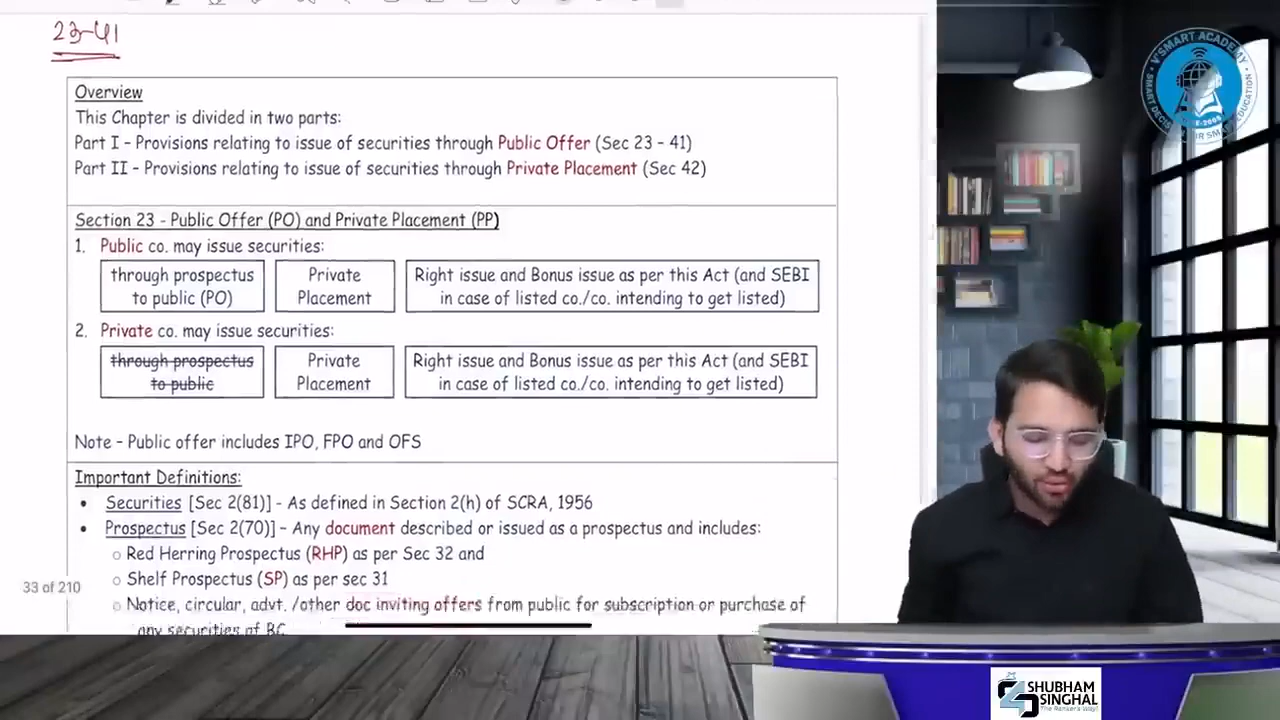 23-41
Overview
This Chapter is divided in two parts:
Part I – Provisions relating to issue of securities through Public Offer (Sec 23 – 41)
Part II – Provisions relating to issue of securities through Private Placement (Sec 42)
Section 23 - Public Offer (PO) and Private Placement (PP)
1. Public co. may issue securities:
through prospectus
to public (PO)
Private
Placement
Right issue and Bonus issue as per this Act (and SEBI
in case of listed co./co. intending to get listed)
2. Private co. may issue securities:
through prospectus
to public
Private
Placement
Right issue and Bonus issue as per this Act (and SEBI
in case of listed co./co. intending to get listed)
Note – Public offer includes IPO, FPO and OFS
Important Definitions:
• Securities [Sec 2(81)] – As defined in Section 2(h) of SCRA, 1956
• Prospectus [Sec 2(70)] – Any document described or issued as a prospectus and includes:
o Red Herring Prospectus (RHP) as per Sec 32 and
o Shelf Prospectus (SP) as per sec 31
33 of 210
o Notice, circular, advt. /other doc inviting offers from public for subscription or purchase of
any securities of BC
V'SMART ACADEMY
SHUBHAM
SINGHAL
The Rankers Way!